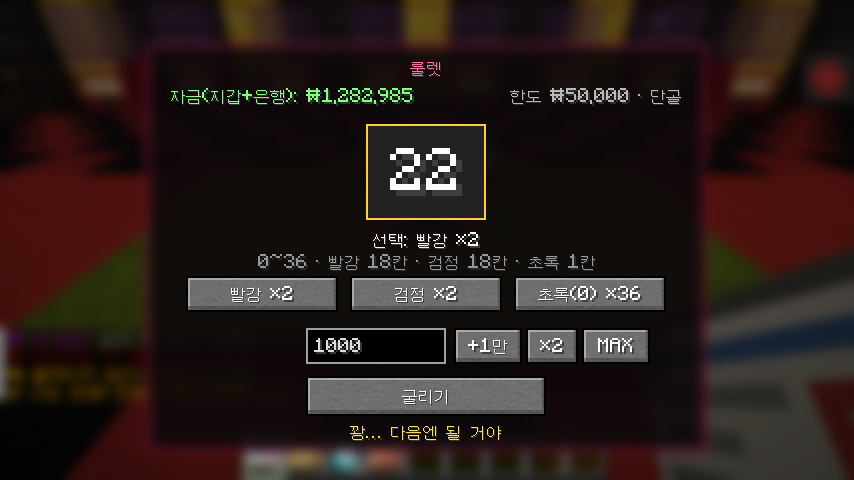 룰렛
자금(지갑+은행): ₩1,282,985 한도 ₩50,000 · 단골
22
선택: 빨강 ×2
0~36 · 빨강 18칸 · 검정 18칸 · 초록 1칸
빨강 ×2 검정 ×2 초록(0) ×36
1000 +1만 ×2 MAX
굴리기
꽝... 다음엔 될 거야